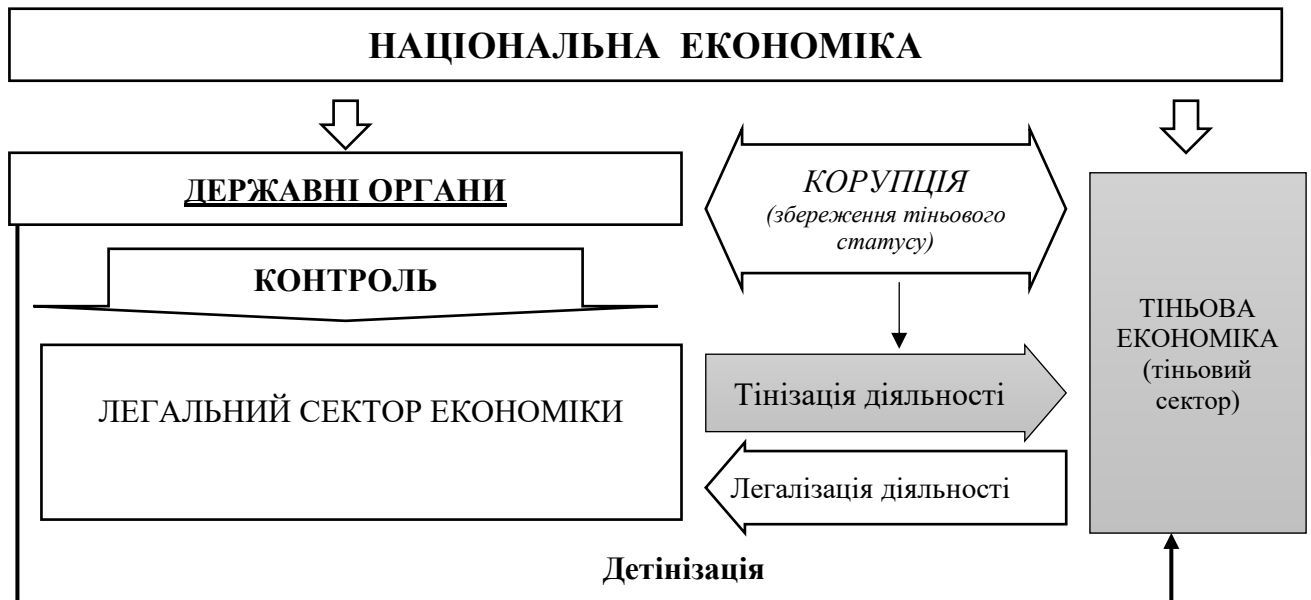 НАЦІОНАЛЬНА ЕКОНОМІКА
ДЕРЖАВНІ ОРГАНИ
КОРУПЦІЯ
(збереження тіньового
статусу)
КОНТРОЛЬ
ТІНЬОВА
ЕКОНОМІКА
(тіньовий
сектор)
ЛЕГАЛЬНИЙ СЕКТОР ЕКОНОМІКИ
Тінізація діяльності
Легалізація діяльності
Детінізація